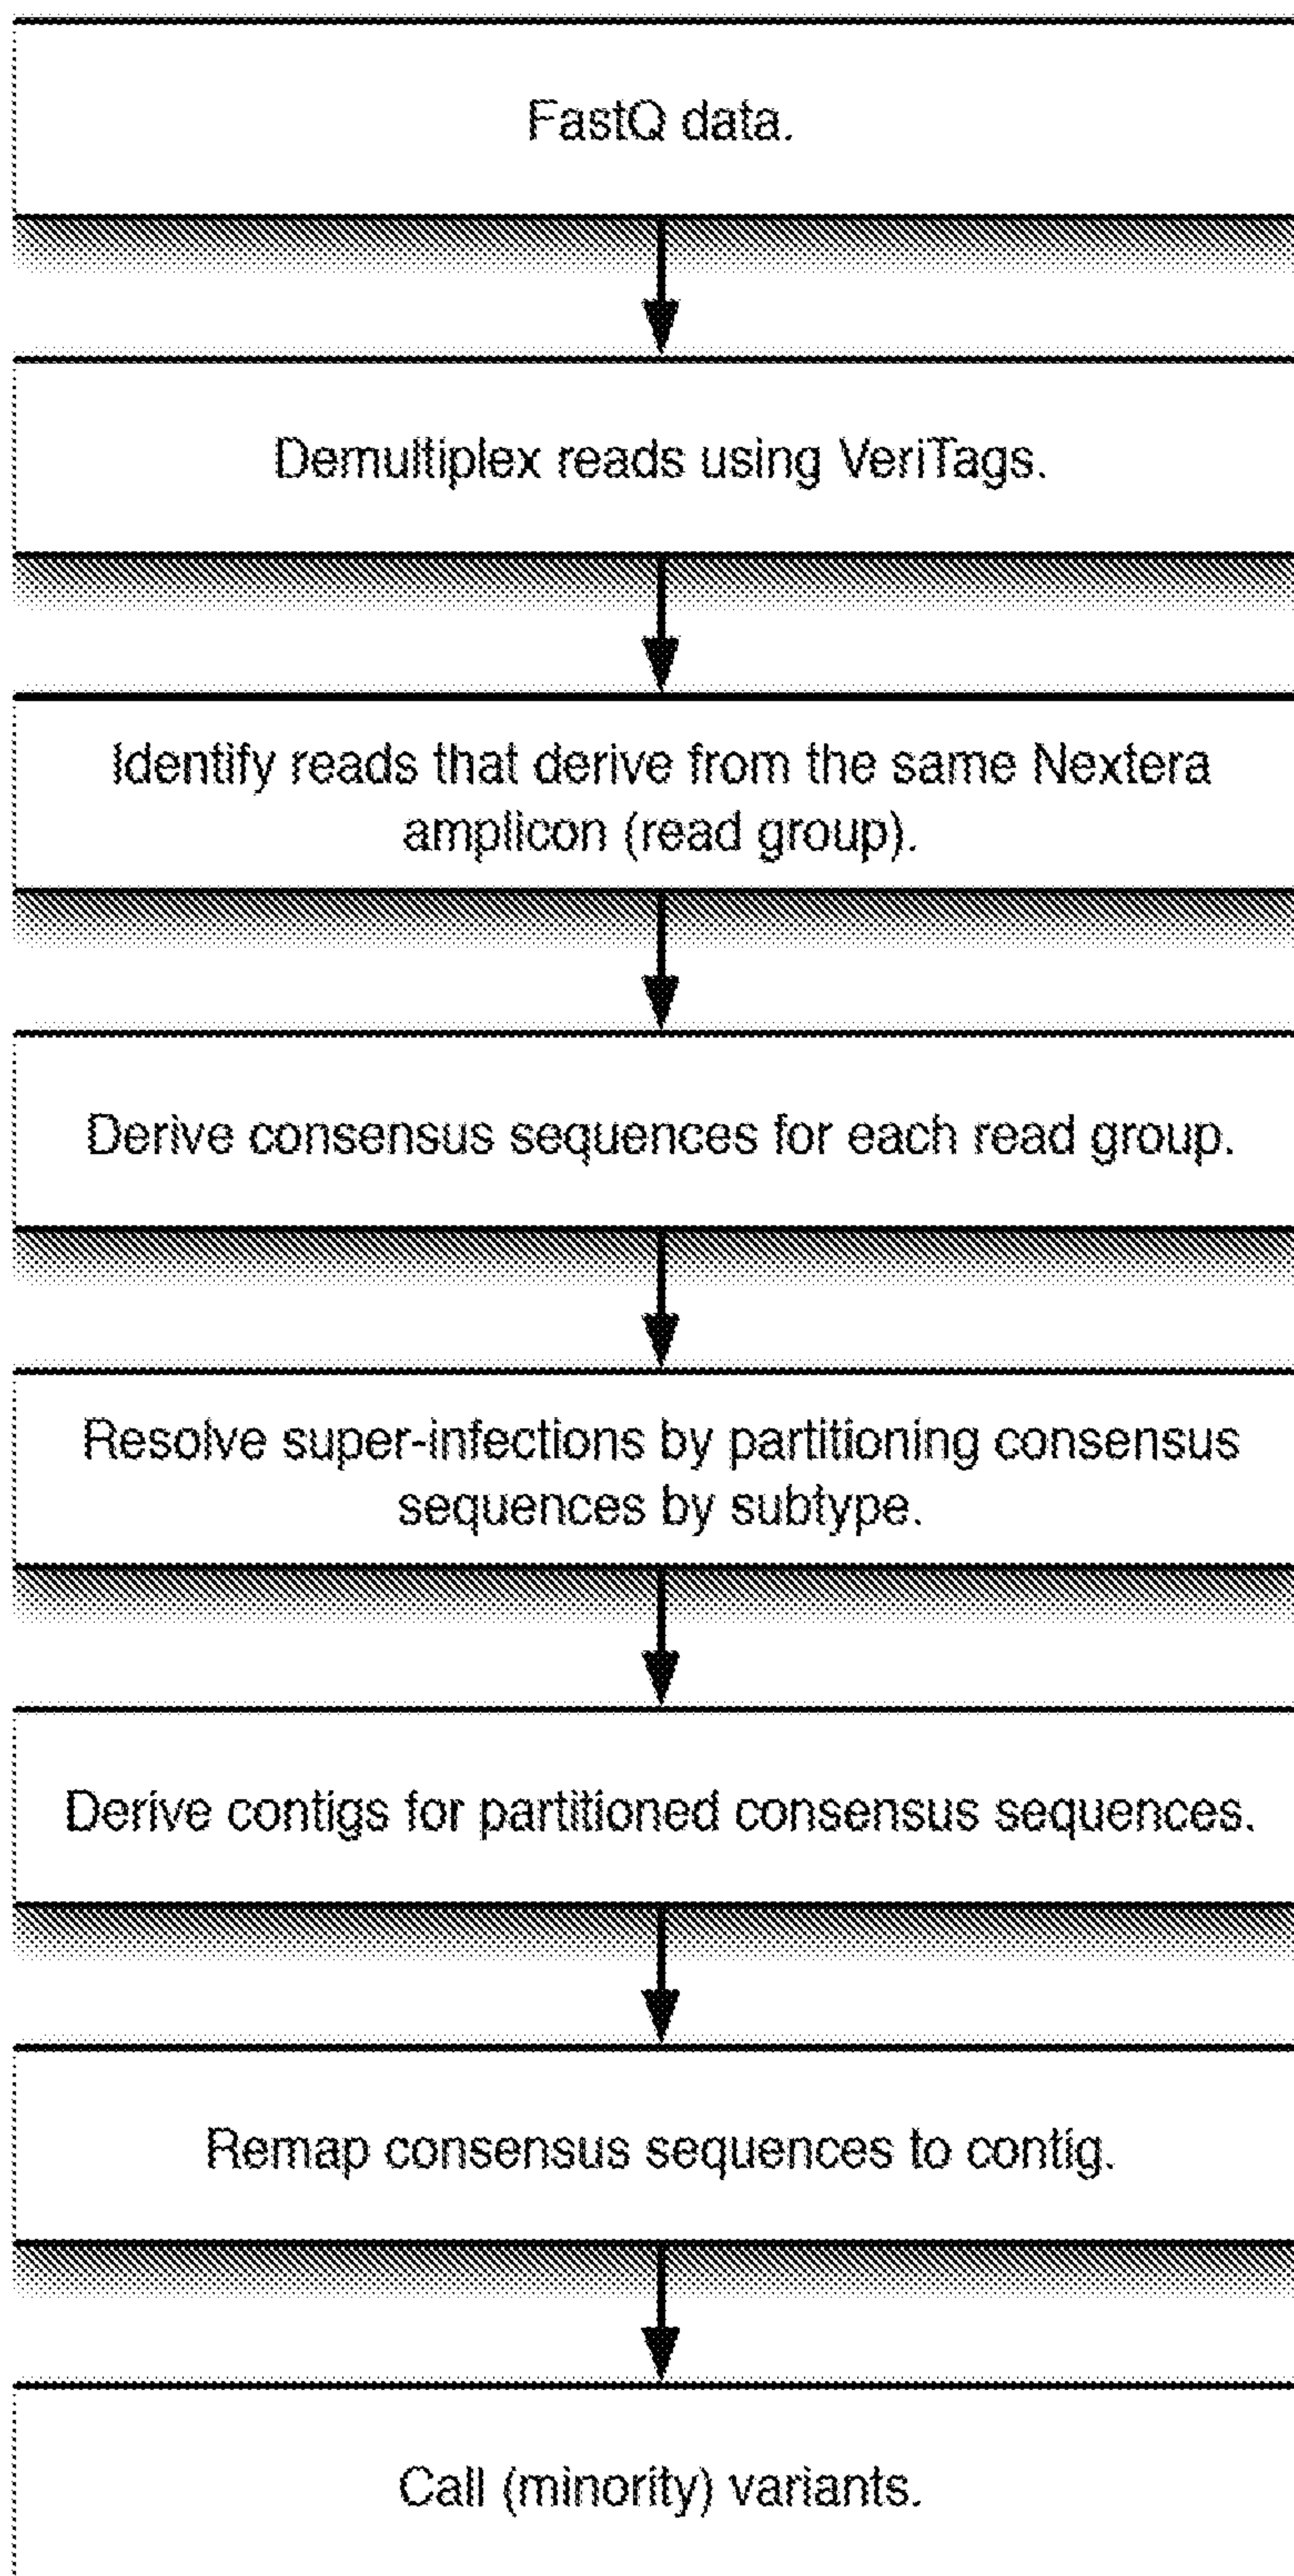 FastQ data.
Demultiplex reads using VeriTags.
Identify reads that derive from the same Nextera
amplicon (read group).
Derive consensus sequences for each read group.
Resolve super-infections by partitioning consensus
sequences by subtype.
Derive contigs for partitioned consensus sequences.
Remap consensus sequences to contig.
Call (minority) variants.